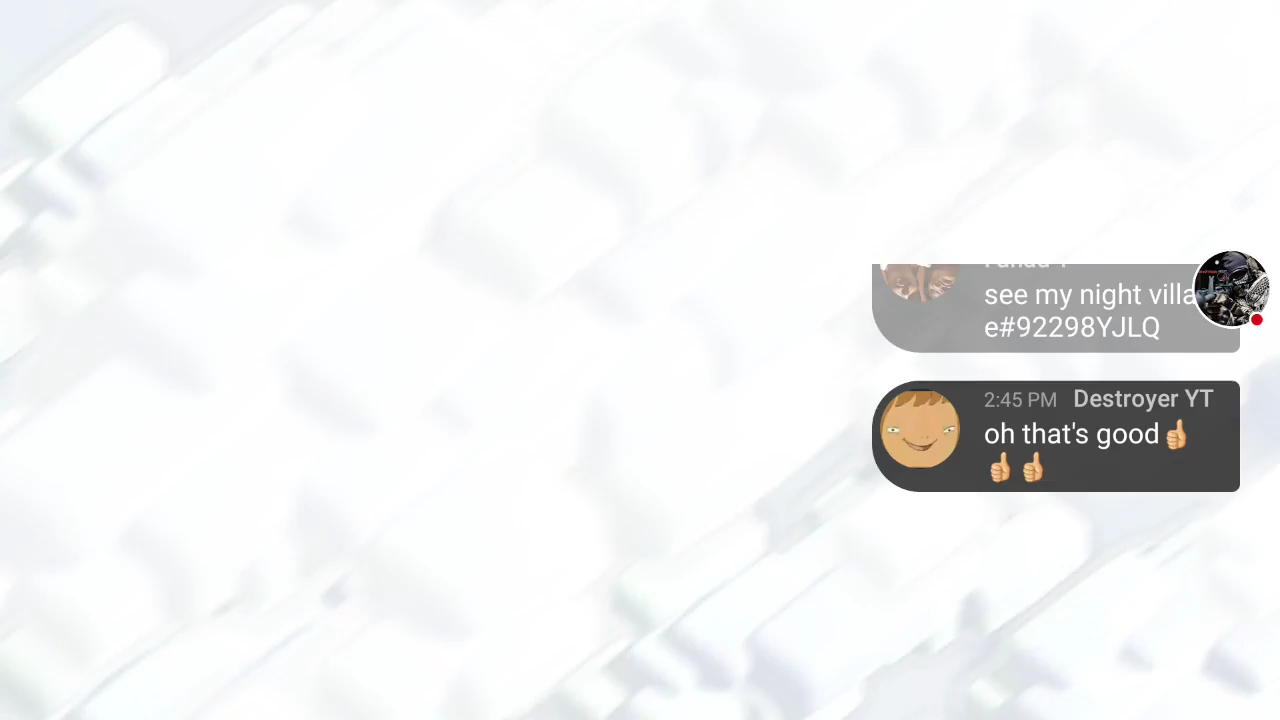 see my night villa
e#92298YJLQ
2:45 PM Destroyer YT
oh that's good👍
👍👍